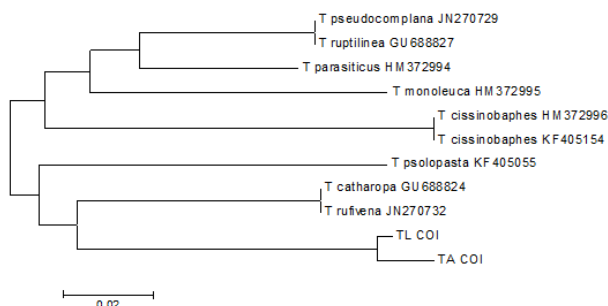 T pseudocomplana JN270729
T ruptilinea GU688827
T parasiticus HM372994
T monoleuca HM372995
T cissinobaphes HM372996
T cissinobaphes KF405154
T psolopasta KF405055
T catharopa GU688824
T rufivena JN270732
TL COI
TA COI
0.02